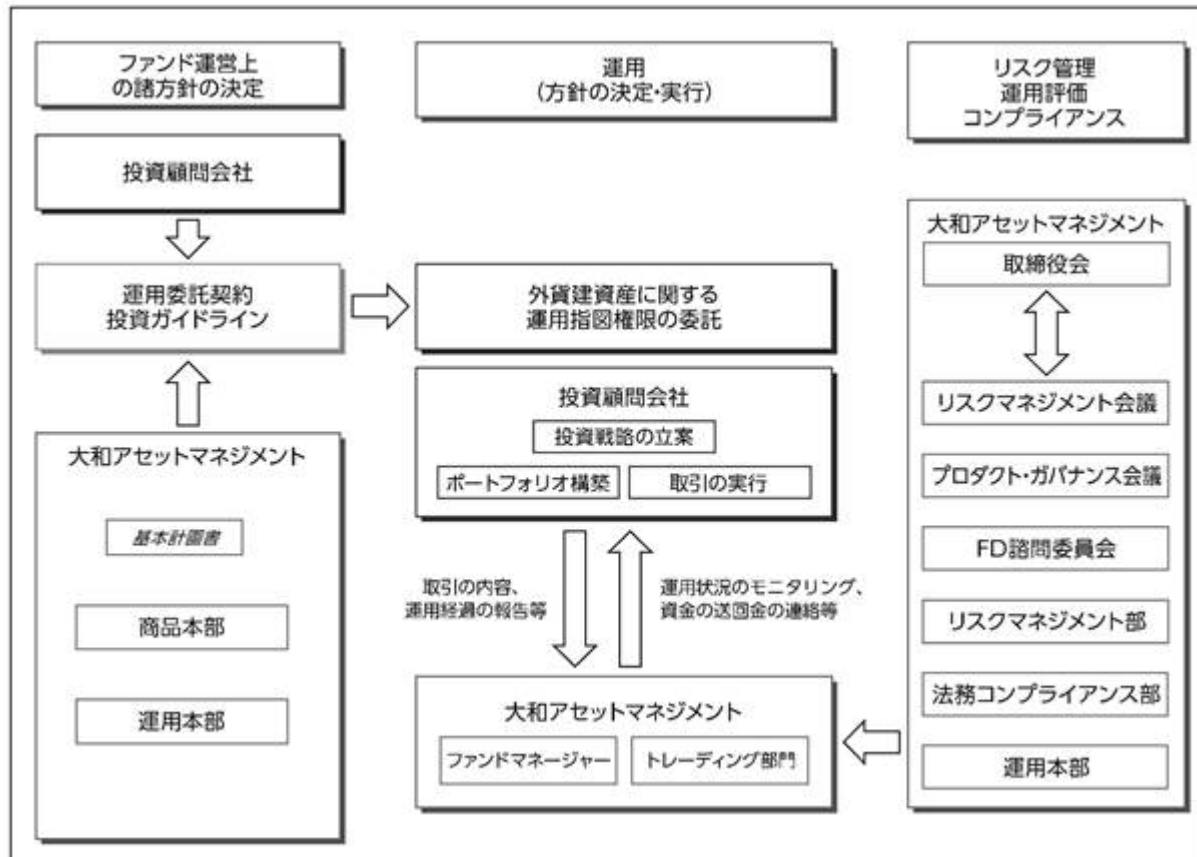 ファンド運営上
の諸方針の決定
投資顧問会社
運用委託契約
投資ガイドライン
大和アセットマネジメント
基本計画書
商品本部
運用本部
運用
(方針の決定・実行)
外貨建資産に関する
運用指図権限の委託
投資顧問会社
投資戦略の立案
ポートフォリオ構築
取引の実行
取引の内容、
運用経過の報告等
運用状況のモニタリング、
資金の送回金の連絡等
大和アセットマネジメント
ファンドマネージャー
トレーディング部門
リスク管理
運用評価
コンプライアンス
大和アセットマネジメント
取締役会
リスクマネジメント会議
プロダクト・ガバナンス会議
FD諮問委員会
リスクマネジメント部
法務コンプライアンス部
運用本部